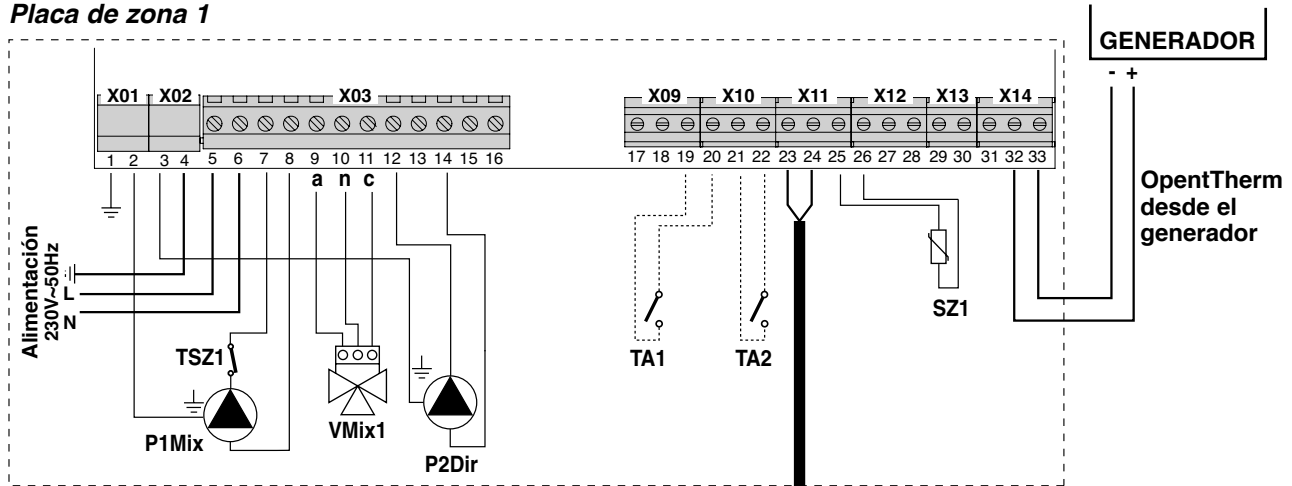 Placa de zona 1
GENERADOR
- +
X01 X02 X03 X09 X10 X11 X12 X13 X14
1 2 3 4 5 6 7 8 9 10 11 12 13 14 15 16 17 18 19 20 21 22 23 24 25 26 27 28 29 30 31 32 33
a n c
OpentTherm
desde el
generador
Alimentación
230V~50Hz
L
N
TSZ1
P1Mix
VMix1
P2Dir
TA1
TA2
SZ1